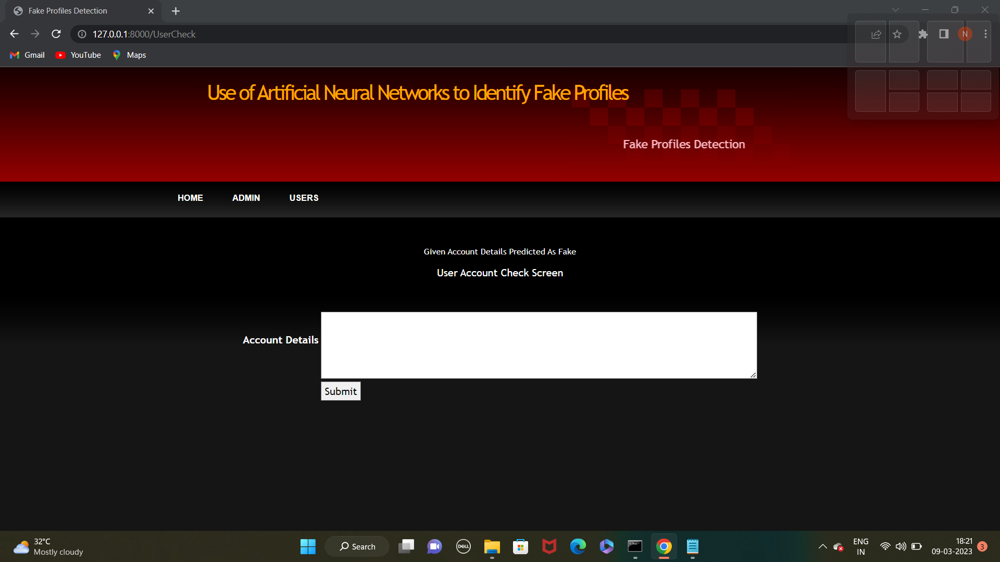 Fake Profiles Detection
127.0.0.1:8000/UserCheck
N
Gmail YouTube Maps
Use of Artificial Neural Networks to Identify Fake Profiles
Fake Profiles Detection
HOME ADMIN USERS
Given Account Details Predicted As Fake
User Account Check Screen
Account Details
Submit
32°C
Mostly cloudy
Search
DELL
ENG
IN
18:21
09-03-2023
3